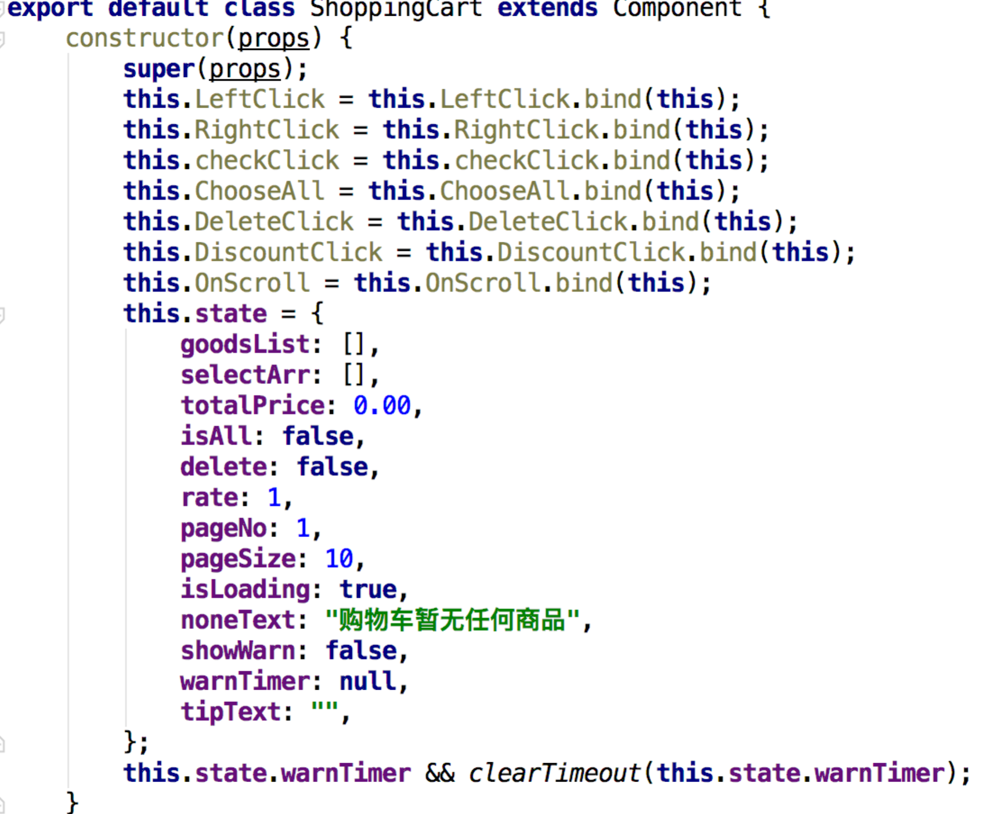 export default class ShoppingCart extends Component {
constructor(props) {
super(props);
this.LeftClick = this.LeftClick.bind(this);
this.RightClick = this.RightClick.bind(this);
this.checkClick = this.checkClick.bind(this);
this.ChooseAll = this.ChooseAll.bind(this);
this.DeleteClick = this.DeleteClick.bind(this);
this.DiscountClick = this.DiscountClick.bind(this);
this.OnScroll = this.OnScroll.bind(this);
this.state = {
goodsList: [],
selectArr: [],
totalPrice: 0.00,
isAll: false,
delete: false,
rate: 1,
pageNo: 1,
pageSize: 10,
isLoading: true,
noneText: "购物车暂无任何商品",
showWarn: false,
warnTimer: null,
tipText: "",
};
this.state.warnTimer && clearTimeout(this.state.warnTimer);
}